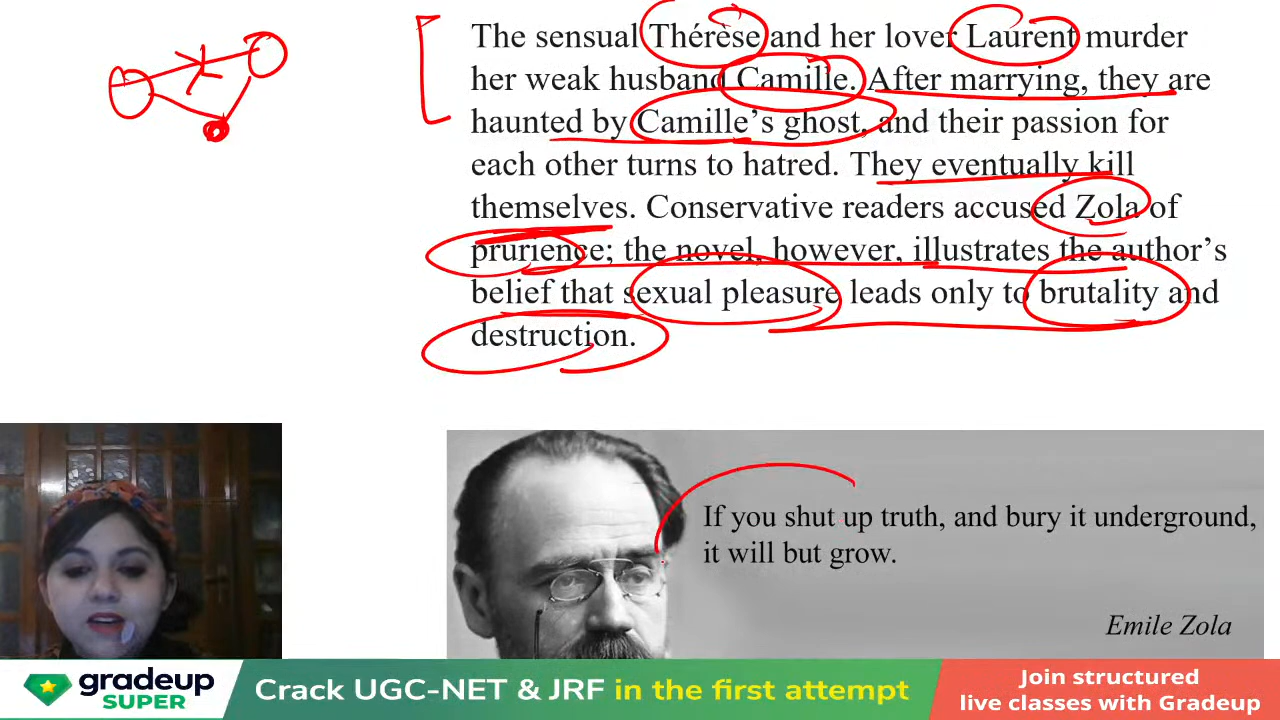 The sensual Thérèse and her lover Laurent murder
her weak husband Camille. After marrying, they are
haunted by Camille's ghost, and their passion for
each other turns to hatred. They eventually kill
themselves. Conservative readers accused Zola of
prurience; the novel, however, illustrates the author's
belief that sexual pleasure leads only to brutality and
destruction.
If you shut up truth, and bury it underground,
it will but grow.
Emile Zola
gradeup
SUPER
Crack UGC-NET & JRF in the first attempt
Join structured
live classes with Gradeup